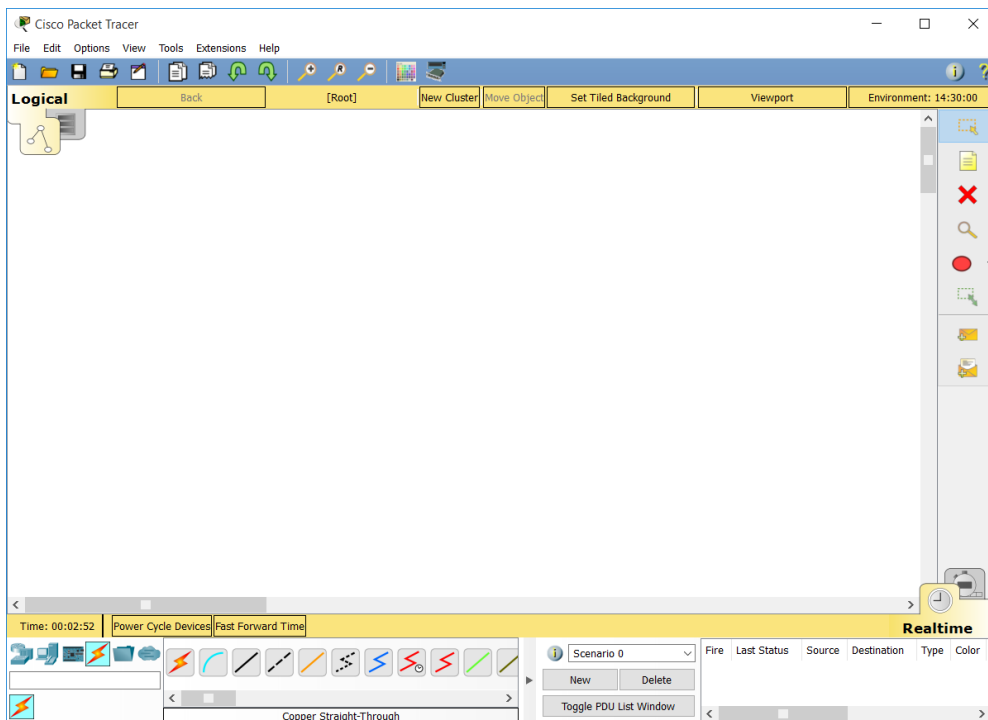 Cisco Packet Tracer
File Edit Options View Tools Extensions Help
Logical Back [Root] New Cluster Move Object Set Tiled Background Viewport Environment: 14:30:00
Time: 00:02:52 Power Cycle Devices Fast Forward Time Realtime
Scenario 0 Fire Last Status Source Destination Type Color
New Delete
Toggle PDU List Window
Copper Straight-Through